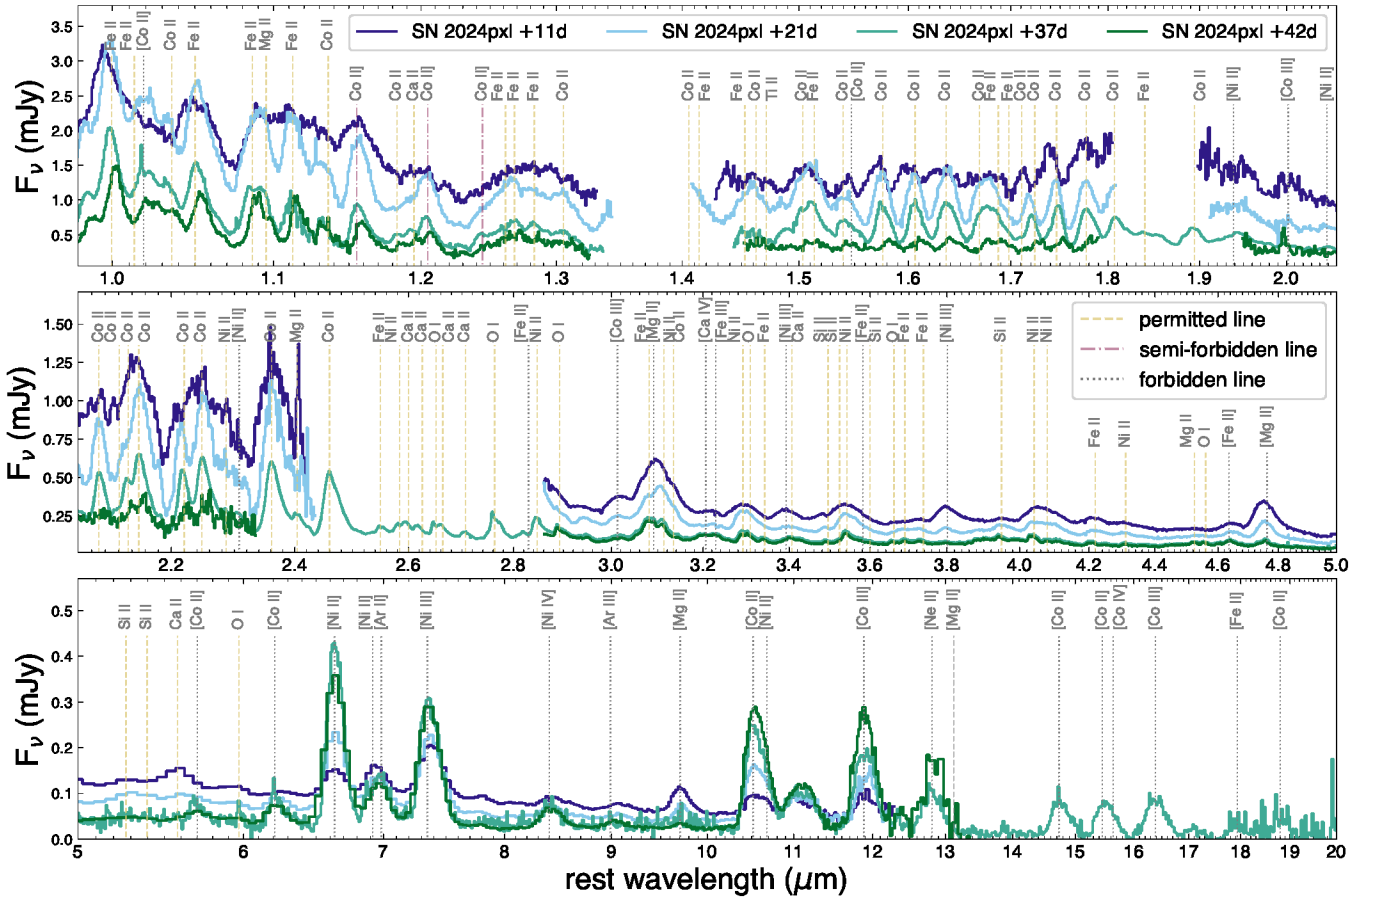 SN 2024pxl +11d
SN 2024pxl +21d
SN 2024pxl +37d
SN 2024pxl +42d
Fe II
Fe II
[Co II]
Co II
Fe II
Fe II
Mg II
Fe II
Co II
Co II]
Co II
Ca II
Co II]
Co II]
Fe II
Fe II
Fe II
Co II
Co II
Fe II
Fe II
Co II
Ti II
Co II
Fe II
Co II
[Co II]
Co II
Co II
Co II
Co II
Fe II
Fe II
Co II
Co II
Co II
Co II
Co II
Fe II
Co II
[Ni II]
[Co III]
[Ni II]
Fν (mJy)
3.5
3.0
2.5
2.0
1.5
1.0
0.5
1.0
1.1
1.2
1.3
1.4
1.5
1.6
1.7
1.8
1.9
2.0
Co II
Co II
Co II
Co II
Co II
Co II
Ni II
[Ni II]
Co II
Mg II
Co II
Fe II
Ni II
Ca II
Ca II
O I
Ca II
Ca II
O I
[Fe II]
Ni II
O I
[Co III]
Fe II
[Mg II]
Ni II
Co II
[Ca IV]
[Fe III]
Ni II
O I
Fe II
[Ni III]
Ca II
Si II
Si II
Ni II
[Fe II]
Si II
O I
Fe II
Fe II
[Ni III]
Si II
Ni II
Ni II
Fe II
Ni II
Mg II
O I
[Fe II]
[Mg II]
permitted line
semi-forbidden line
forbidden line
Fν (mJy)
1.50
1.25
1.00
0.75
0.50
0.25
2.2
2.4
2.6
2.8
3.0
3.2
3.4
3.6
3.8
4.0
4.2
4.4
4.6
4.8
5.0
Si II
Si II
Ca II
[Co II]
O I
[Co II]
[Ni II]
[Ni II]
[Ar II]
[Ni III]
[Ni IV]
[Ar III]
[Mg II]
[Co II]
[Ni II]
[Co III]
[Ne II]
[Mg II]
[Co II]
[Co II]
[Co IV]
[Co III]
[Fe II]
[Co II]
Fν (mJy)
0.5
0.4
0.3
0.2
0.1
0.0
5
6
7
8
9
10
11
12
13
14
15
16
17
18
19
20
rest wavelength (μm)